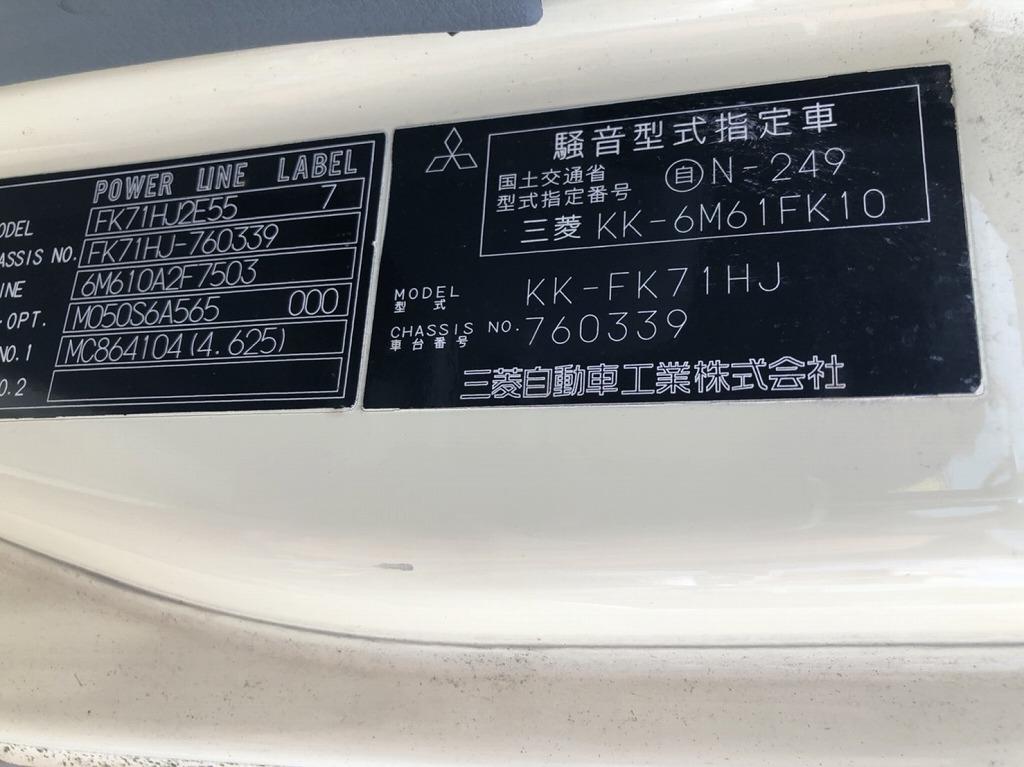 POWER LINE LABEL
ODEL FK71HJ2E55 7
ASSIS NO. FK71HJ-760339
INE 6M610A2F7503
-OPT. M050S6A565 000
NO.1 MC864104(4.625)
O.2
騒音型式指定車
国土交通省
型式指定番号
自N-249
三菱 KK-6M61FK10
MODEL
型式
KK-FK71HJ
CHASSIS NO.
車台番号
760339
三菱自動車工業株式会社